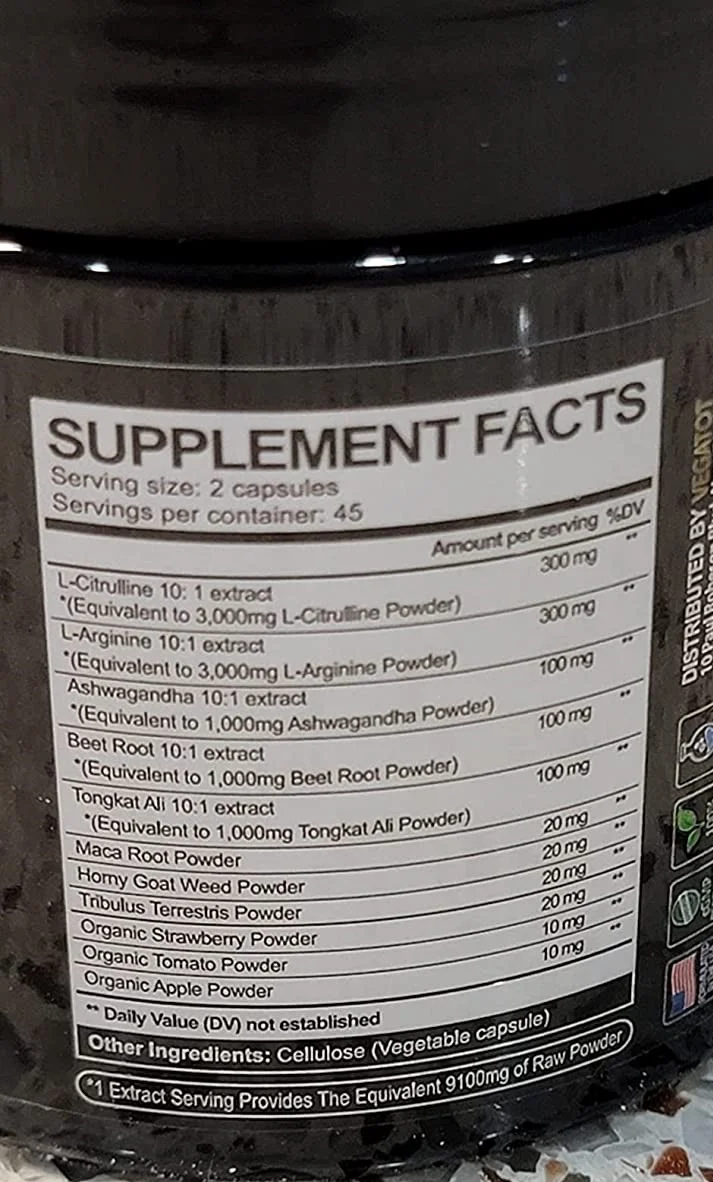 SUPPLEMENT FACTS
Serving size: 2 capsules
Servings per container: 45
Amount per serving %DV
L-Citrulline 10: 1 extract 300 mg **
*(Equivalent to 3,000mg L-Citrulline Powder)
L-Arginine 10:1 extract 300 mg **
*(Equivalent to 3,000mg L-Arginine Powder)
Ashwagandha 10:1 extract 100 mg **
*(Equivalent to 1,000mg Ashwagandha Powder)
Beet Root 10:1 extract 100 mg **
*(Equivalent to 1,000mg Beet Root Powder)
Tongkat Ali 10:1 extract 100 mg **
*(Equivalent to 1,000mg Tongkat Ali Powder)
Maca Root Powder 20 mg **
Horny Goat Weed Powder 20 mg **
Tribulus Terrestris Powder 20 mg **
Organic Strawberry Powder 20 mg **
Organic Tomato Powder 10 mg **
Organic Apple Powder 10 mg **
** Daily Value (DV) not established
Other Ingredients: Cellulose (Vegetable capsule)
*1 Extract Serving Provides The Equivalent 9100mg of Raw Powder
DISTRIBUTED BY VEGATOT
10 Paul
100%